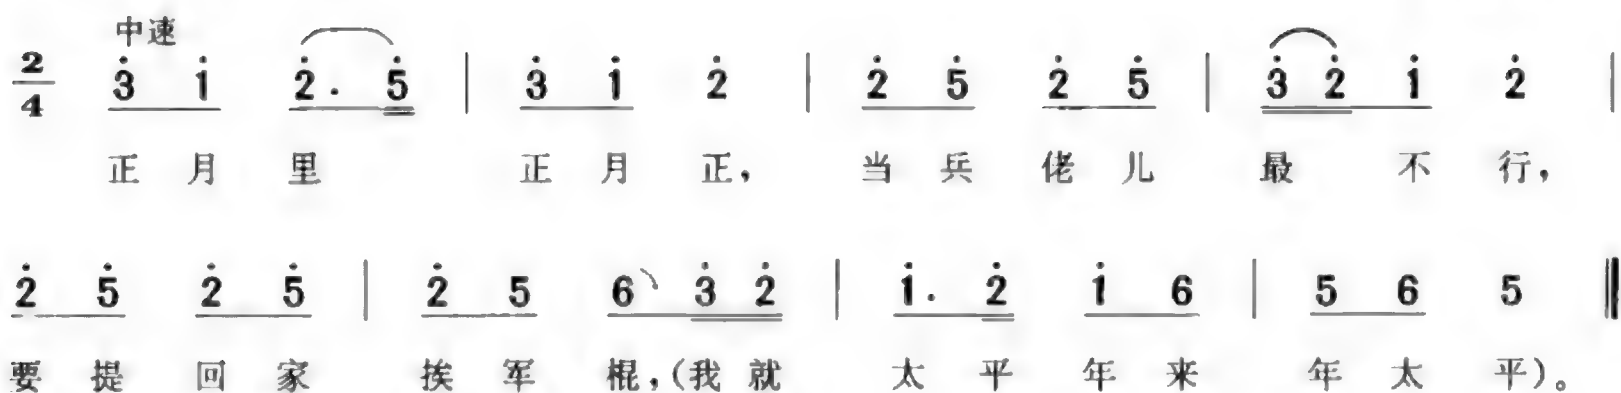 中速
2/4 3̇ 1̇ 2̇. 5̇ | 3̇ 1̇ 2̇ | 2̇ 5̇ 2̇ 5̇ | 3̇ 2̇ 1̇ 2̇ |
正月里 正月正，当兵佬儿最不行，
2̇ 5̇ 2̇ 5̇ | 2̇ 5 6 3̇ 2̇ | 1̇. 2̇ 1̇ 6 | 5 6 5 ‖
要提回家挨军棍，（我就太平年来年太平）。